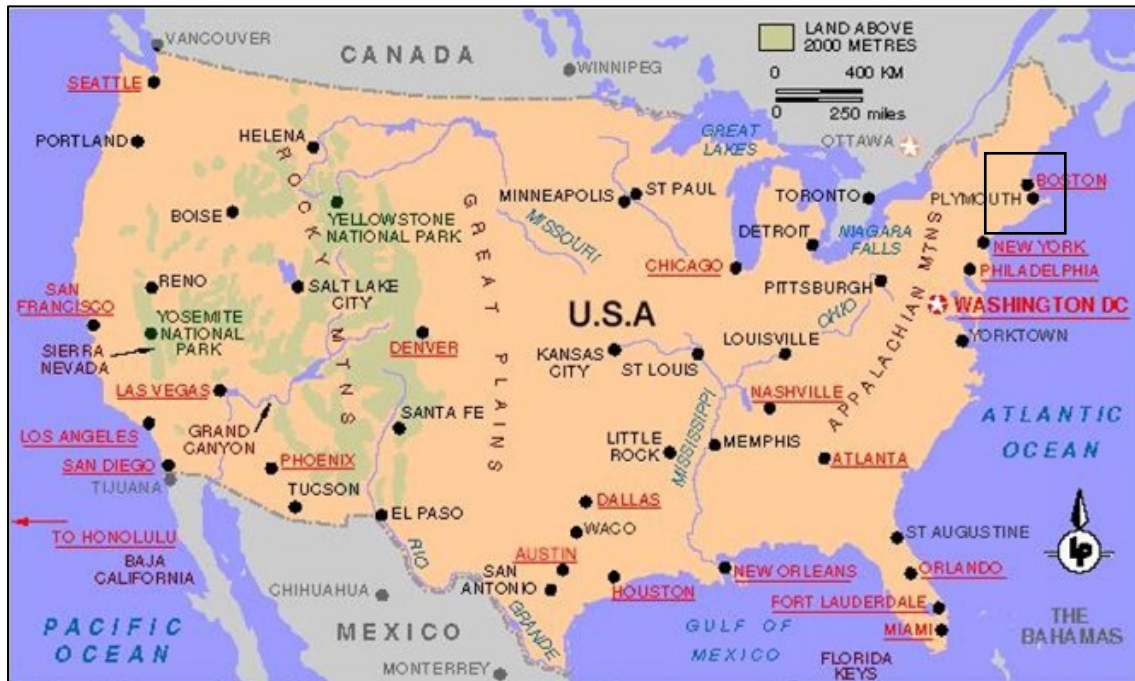 VANCOUVER
CANADA
WINNIPEG
LAND ABOVE
2000 METRES
0 400 KM
0 250 miles
SEATTLE
PORTLAND
HELENA
GREAT
LAKES
OTTAWA
BOISE
ROCKY MTNS
YELLOWSTONE
NATIONAL PARK
GREAT PLAINS
MINNEAPOLIS
ST PAUL
MISSOURI
TORONTO
DETROIT
NIAGARA
FALLS
BOSTON
PLYMOUTH
NEW YORK
PHILADELPHIA
APPALACHIAN MTNS
CHICAGO
PITTSBURGH
WASHINGTON DC
RENO
SAN
FRANCISCO
SALT LAKE
CITY
YOSEMITE
NATIONAL
PARK
SIERRA
NEVADA
DENVER
U.S.A
KANSAS
CITY
ST LOUIS
LOUISVILLE
OHIO
YORKTOWN
LAS VEGAS
GRAND
CANYON
SANTA FE
NASHVILLE
MISSISSIPPI
LOS ANGELES
SAN DIEGO
TIJUANA
PHOENIX
TUCSON
LITTLE
ROCK
MEMPHIS
ATLANTA
ATLANTIC
OCEAN
TO HONOLULU
BAJA
CALIFORNIA
EL PASO
DALLAS
WACO
AUSTIN
SAN
ANTONIO
HOUSTON
NEW ORLEANS
ST AUGUSTINE
ORLANDO
LP
RIO GRANDE
CHIHUAHUA
FORT LAUDERDALE
MIAMI
THE
BAHAMAS
PACIFIC
OCEAN
MEXICO
MONTERREY
GULF OF
MEXICO
FLORIDA
KEYS